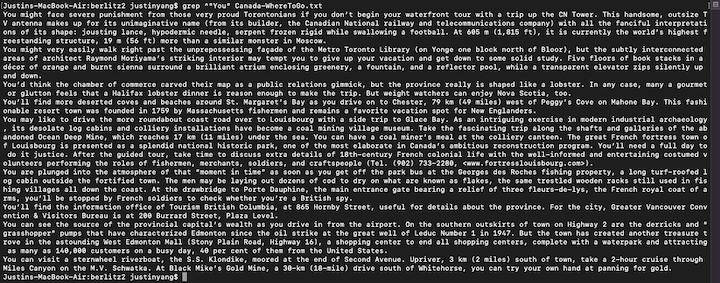 Justins-MacBook-Air:berlitz2 justinyang$ grep ^"You" Canada-WhereToGo.txt
You might face severe punishment from those very proud Torontonians if you don't begin your waterfront tour with a trip up the CN Tower. This handsome, outsize T
V antenna makes up for its unimaginative name (from its builder, the Canadian National railway and telecommunications company) with all the fanciful interpretati
ons of its shape: jousting lance, hypodermic needle, serpent frozen rigid while swallowing a football. At 605 m (1,815 ft), it is currently the world's highest f
reestanding structure, 19 m (56 ft) more than a similar monster in Moscow.
You might very easily walk right past the unprepossessing façade of the Metro Toronto Library (on Yonge one block north of Bloor), but the subtly interconnected
areas of architect Raymond Moriyama's striking interior may tempt you to give up your vacation and get down to some solid study. Five floors of book stacks in a
décor of orange and burnt sienna surround a brilliant atrium enclosing greenery, a fountain, and a reflector pool, while a transparent elevator zips silently up
and down.
You'd think the chamber of commerce carved their map as a public relations gimmick, but the province really is shaped like a lobster. In any case, many a gourmet
or glutton feels that a Halifax lobster dinner is reason enough to make the trip. But weight watchers can enjoy Nova Scotia, too.
You'll find more deserted coves and beaches around St. Margaret's Bay as you drive on to Chester, 79 km (49 miles) west of Peggy's Cove on Mahone Bay. This fashi
onable resort town was founded in 1759 by Massachusetts fishermen and remains a favorite vacation spot for New Englanders.
You may like to drive the more roundabout coast road over to Louisbourg with a side trip to Glace Bay. As an intriguing exercise in modern industrial archaeology
, its desolate log cabins and colliery installations have become a coal mining village museum. Take the fascinating trip along the shafts and galleries of the ab
andoned Ocean Deep Mine, which reaches 17 km (11 miles) under the sea. You can have a coal miner's meal at the colliery canteen. The great French fortress town o
f Louisbourg is presented as a splendid national historic park, one of the most elaborate in Canada's ambitious reconstruction program. You'll need a full day to
do it justice. After the guided tour, take time to discuss extra details of 18th-century French colonial life with the well-informed and entertaining costumed v
olunteers performing the roles of fishermen, merchants, soldiers, and craftspeople (Tel. (902) 733-2280, <www.fortresslouisbourg.com>).
You are plunged into the atmosphere of that "moment in time" as soon as you get off the park bus at the Georges des Roches fishing property, a long turf-roofed l
og cabin outside the fortified town. The men may be laying out dozens of cod to dry on what are known as flakes, the same trestled wooden racks still used in fis
hing villages all down the coast. At the drawbridge to Porte Dauphine, the main entrance gate bearing a relief of three fleurs-de-lys, the French royal coat of a
rms, you'll be stopped by French soldiers to check whether you're a British spy.
You'll find the information office of Tourism British Columbia, at 865 Hornby Street, useful for details about the province. For the city, Greater Vancouver Conv
ention & Visitors Bureau is at 200 Burrard Street, Plaza Level.
You can see the source of the provincial capital's wealth as you drive in from the airport. On the southern outskirts of town on Highway 2 are the derricks and "
grasshopper" pumps that have characterized Edmonton since the oil strike at the great well of Leduc Number 1 in 1947. But the town has created another treasure t
rove in the astounding West Edmonton Mall (Stony Plain Road, Highway 16), a shopping center to end all shopping centers, complete with a waterpark and attracting
as many as 140,000 customers on a busy day, 40 per cent of them from the United States.
You can visit a sternwheel riverboat, the S.S. Klondike, moored at the end of Second Avenue. Upriver, 3 km (2 miles) south of town, take a 2-hour cruise through
Miles Canyon on the M.V. Schwatka. At Black Mike's Gold Mine, a 30-km (18-mile) drive south of Whitehorse, you can try your own hand at panning for gold.
Justins-MacBook-Air:berlitz2 justinyang$